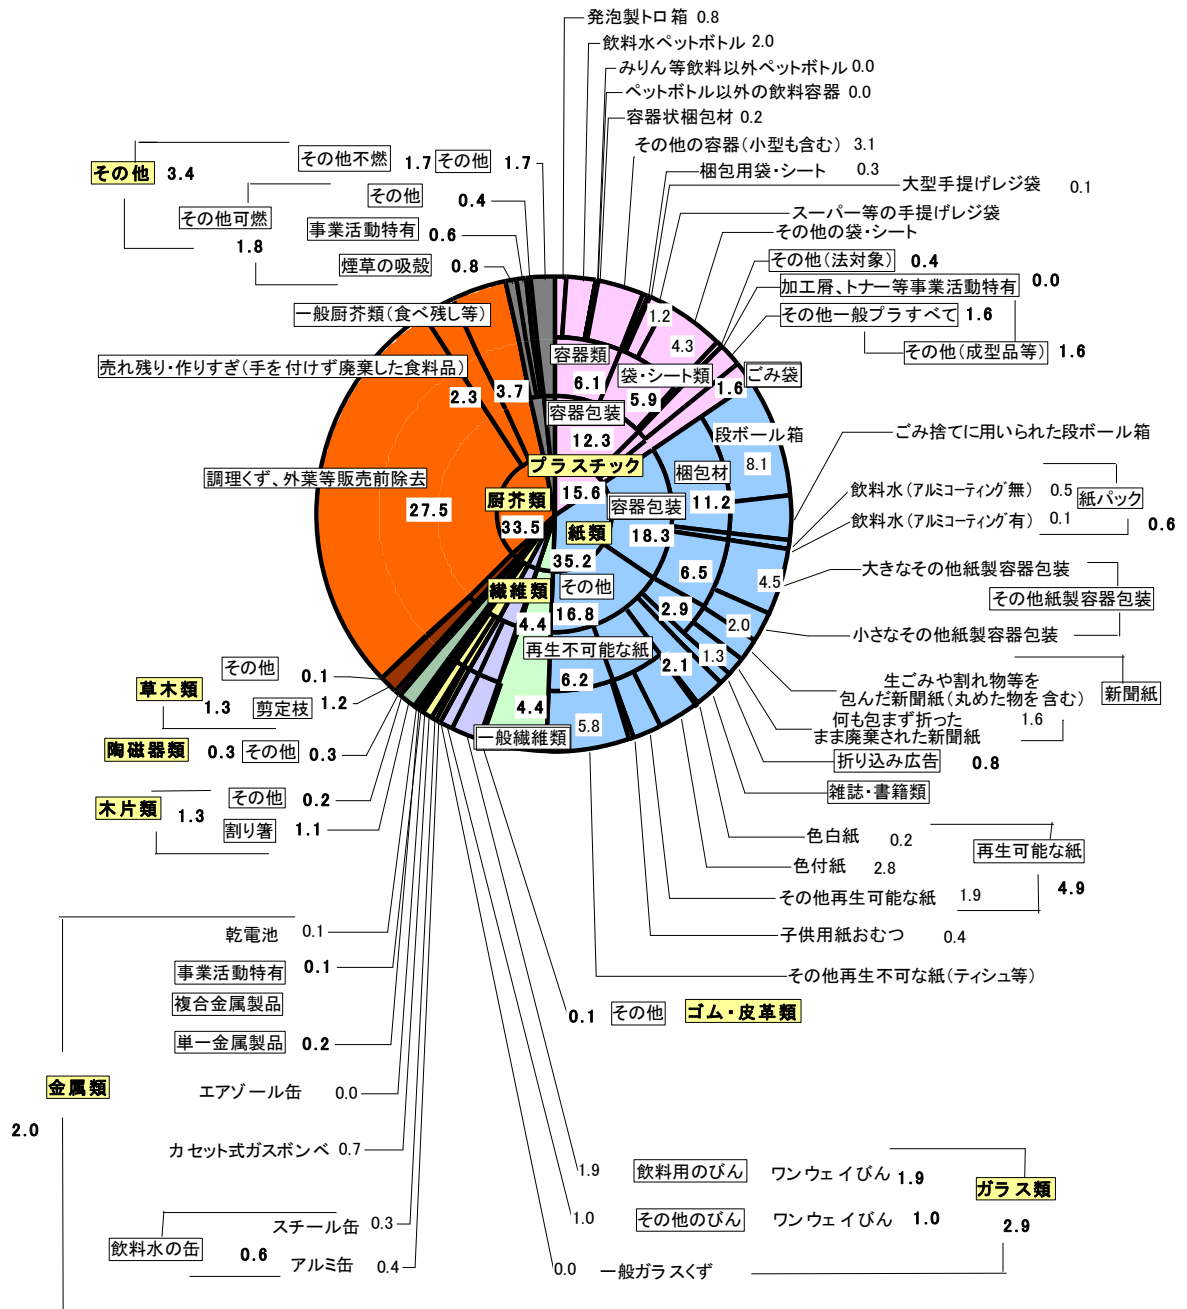 発泡製トロ箱 0.8
飲料水ペットボトル 2.0
みりん等飲料以外ペットボトル 0.0
ペットボトル以外の飲料容器 0.0
容器状梱包材 0.2
その他の容器(小型も含む) 3.1
梱包用袋・シート 0.3
大型手提げレジ袋 0.1
スーパー等の手提げレジ袋
1.2
その他の袋・シート
4.3
その他(法対象) 0.4
加工屑、トナー等事業活動特有 0.0
その他一般プラすべて 1.6
その他(成型品等) 1.6
容器類
6.1
袋・シート類
5.9
1.6
ごみ袋
容器包装
12.3
プラスチック
15.6
段ボール箱
8.1
ごみ捨てに用いられた段ボール箱
梱包材
11.2
飲料水(アルミコーティング無) 0.5
飲料水(アルミコーティング有) 0.1
紙パック
0.6
容器包装
18.3
紙類
35.2
6.5
4.5
大きなその他紙製容器包装
その他紙製容器包装
2.0
小さなその他紙製容器包装
2.9
1.3
生ごみや割れ物等を
包んだ新聞紙(丸めた物を含む)
新聞紙
何も包まず折った
まま廃棄された新聞紙
1.6
折り込み広告 0.8
2.1
雑誌・書籍類
その他
16.8
色白紙 0.2
色付紙 2.8
その他再生可能な紙 1.9
再生可能な紙
4.9
再生不可能な紙
6.2
子供用紙おむつ 0.4
5.8
その他再生不可な紙(ティシュ等)
繊維類
4.4
4.4
一般繊維類
0.1 その他 ゴム・皮革類
1.9 飲料用のびん ワンウェイびん 1.9
ガラス類
2.9
1.0 その他のびん ワンウェイびん 1.0
0.0 一般ガラスくず
その他 3.4
その他不燃 1.7 その他 1.7
その他可燃
1.8
その他 0.4
事業活動特有 0.6
煙草の吸殻 0.8
一般厨芥類(食べ残し等)
3.7
売れ残り・作りすぎ(手を付けず廃棄した食料品)
2.3
調理くず、外葉等販売前除去
27.5
厨芥類
33.5
草木類
1.3
その他 0.1
剪定枝 1.2
陶磁器類 0.3 その他 0.3
木片類
1.3
その他 0.2
割り箸 1.1
金属類
2.0
乾電池 0.1
事業活動特有 0.1
複合金属製品
単一金属製品 0.2
エアゾール缶 0.0
カセット式ガスボンベ 0.7
飲料水の缶
0.6
スチール缶 0.3
アルミ缶 0.4